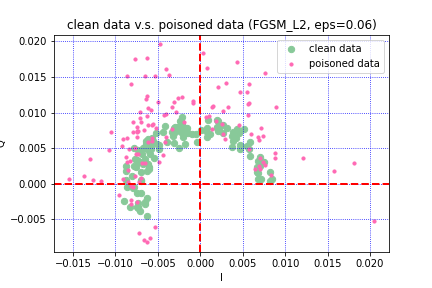 clean data v.s. poisoned data (FGSM_L2, eps=0.06)
clean data
poisoned data
0.020
0.015
0.010
0.005
0.000
−0.005
Q
−0.015 −0.010 −0.005 0.000 0.005 0.010 0.015 0.020
I